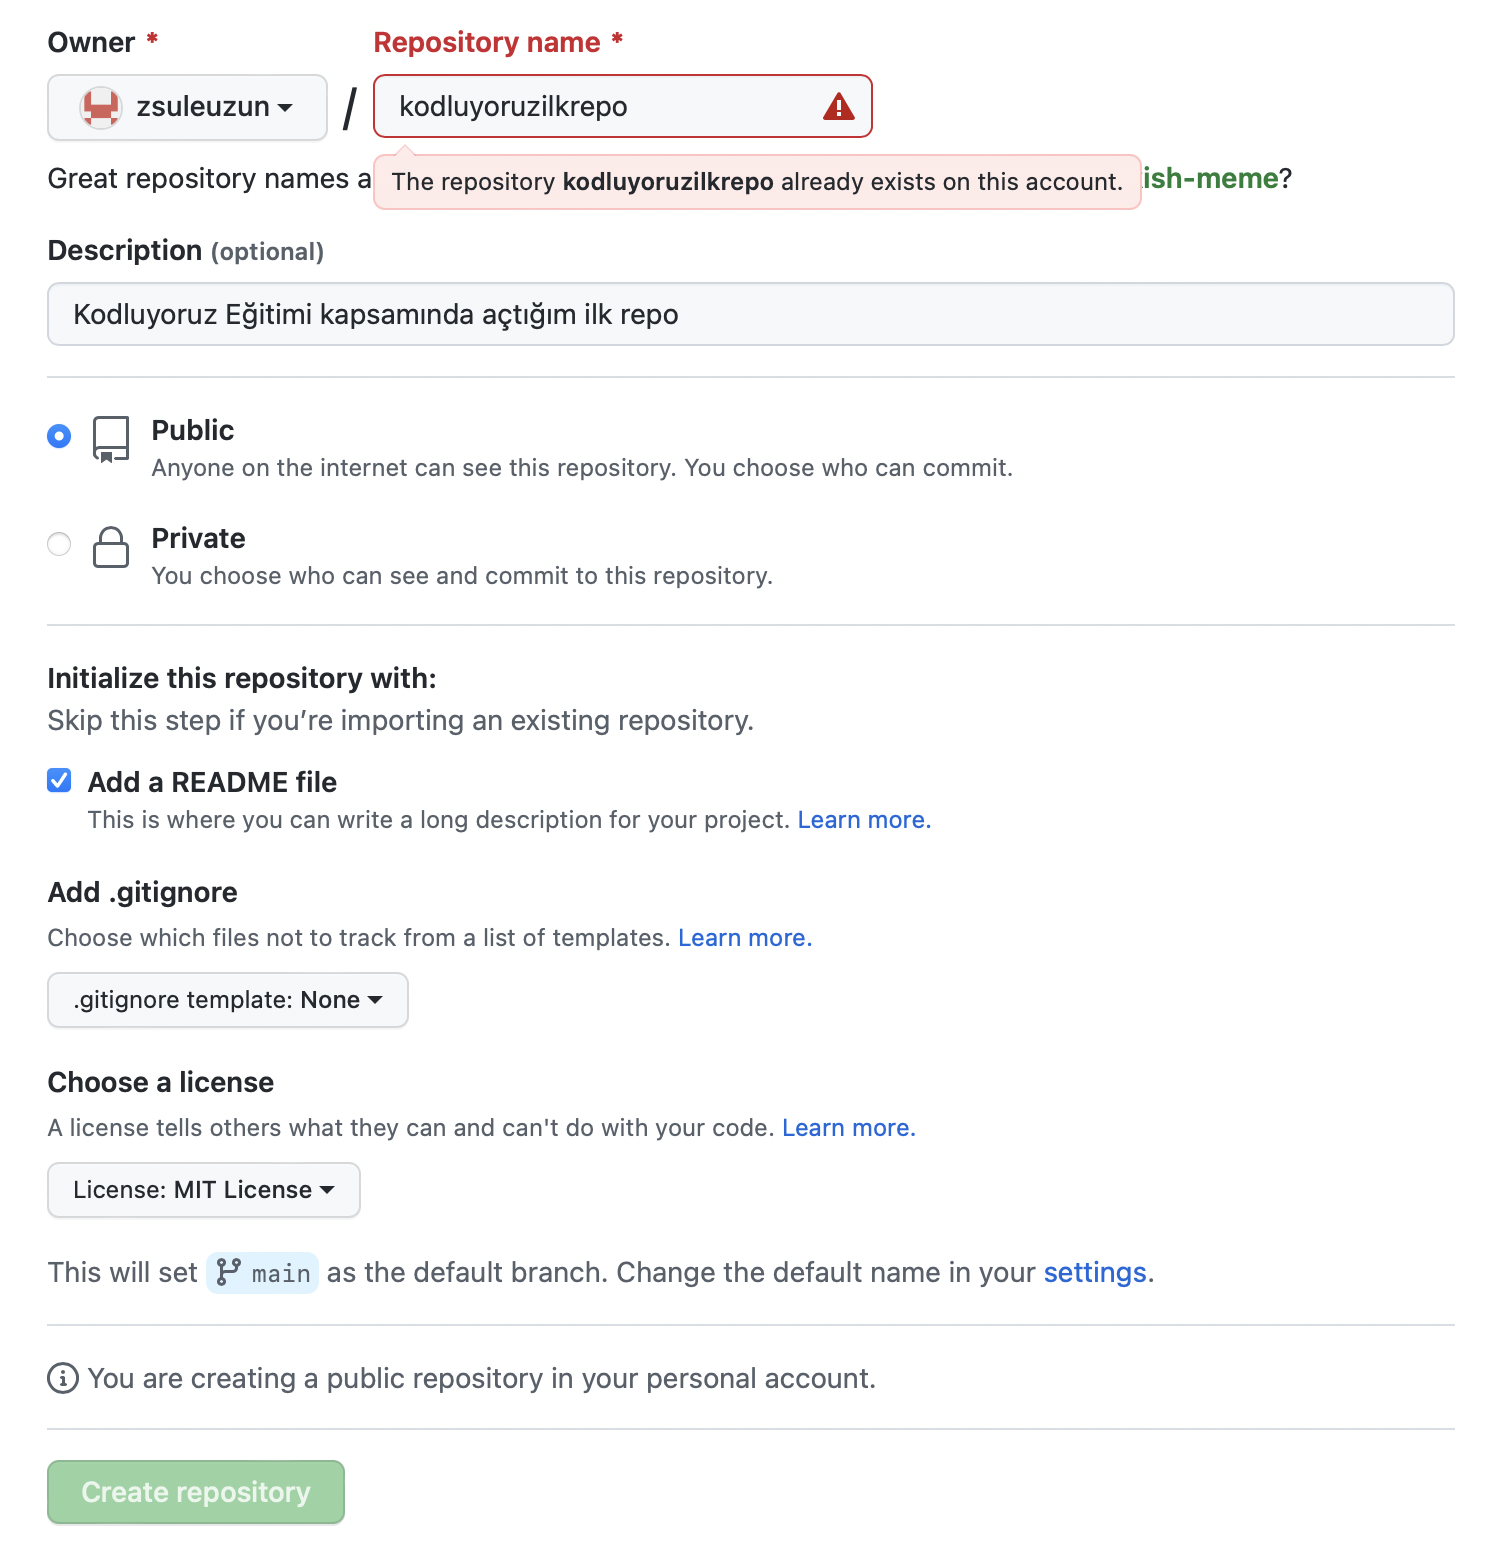 Owner * Repository name *
zsuleuzun / kodluyoruzilkrepo
Great repository names a
The repository kodluyoruzilkrepo already exists on this account.
ish-meme?
Description (optional)
Kodluyoruz Eğitimi kapsamında açtığım ilk repo
Public
Anyone on the internet can see this repository. You choose who can commit.
Private
You choose who can see and commit to this repository.
Initialize this repository with:
Skip this step if you’re importing an existing repository.
Add a README file
This is where you can write a long description for your project. Learn more.
Add .gitignore
Choose which files not to track from a list of templates. Learn more.
.gitignore template: None
Choose a license
A license tells others what they can and can't do with your code. Learn more.
License: MIT License
This will set main as the default branch. Change the default name in your settings.
You are creating a public repository in your personal account.
Create repository